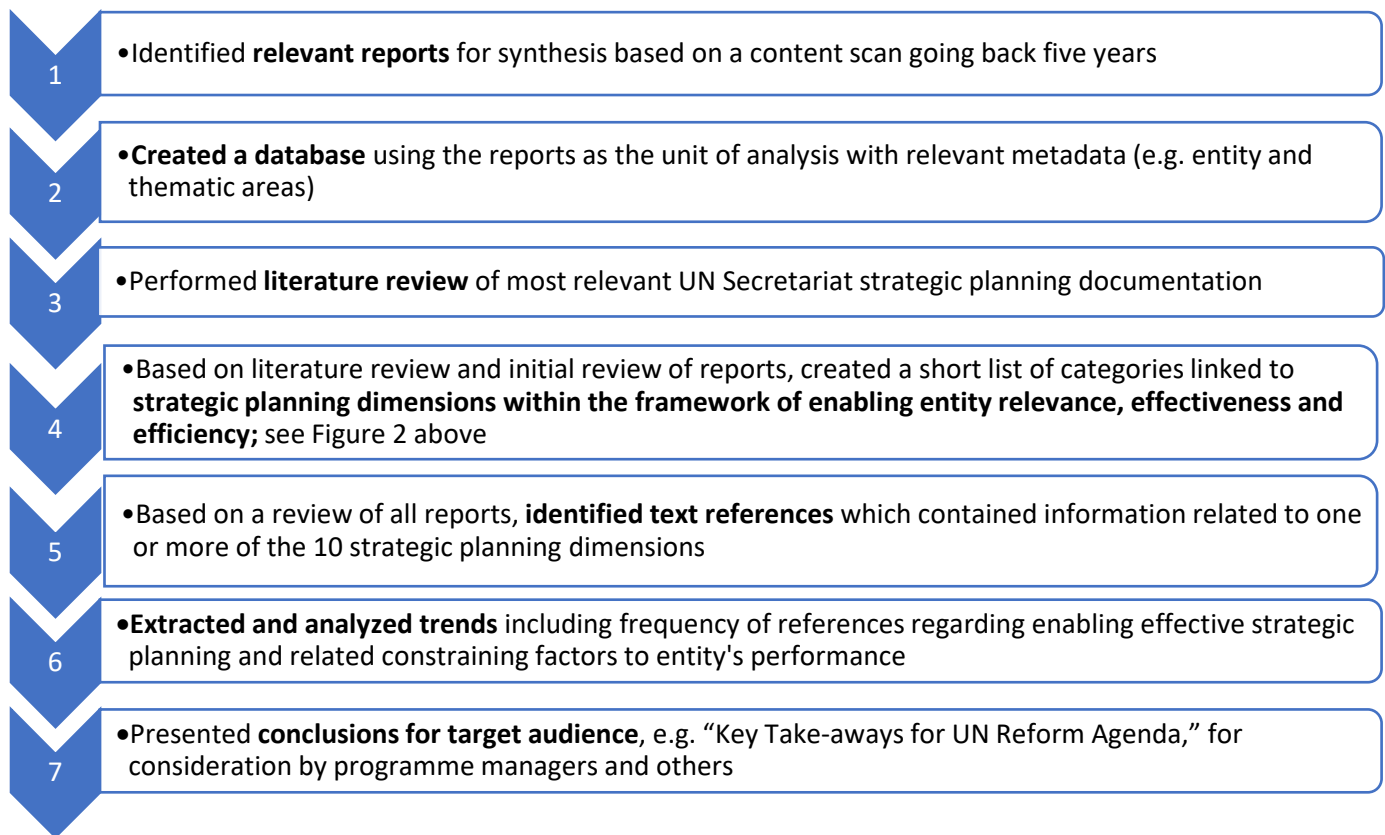 1
•Identified relevant reports for synthesis based on a content scan going back five years
2
•Created a database using the reports as the unit of analysis with relevant metadata (e.g. entity and
thematic areas)
3
•Performed literature review of most relevant UN Secretariat strategic planning documentation
4
•Based on literature review and initial review of reports, created a short list of categories linked to
strategic planning dimensions within the framework of enabling entity relevance, effectiveness and
efficiency; see Figure 2 above
5
•Based on a review of all reports, identified text references which contained information related to one
or more of the 10 strategic planning dimensions
6
•Extracted and analyzed trends including frequency of references regarding enabling effective strategic
planning and related constraining factors to entity's performance
7
•Presented conclusions for target audience, e.g. “Key Take-aways for UN Reform Agenda,” for
consideration by programme managers and others